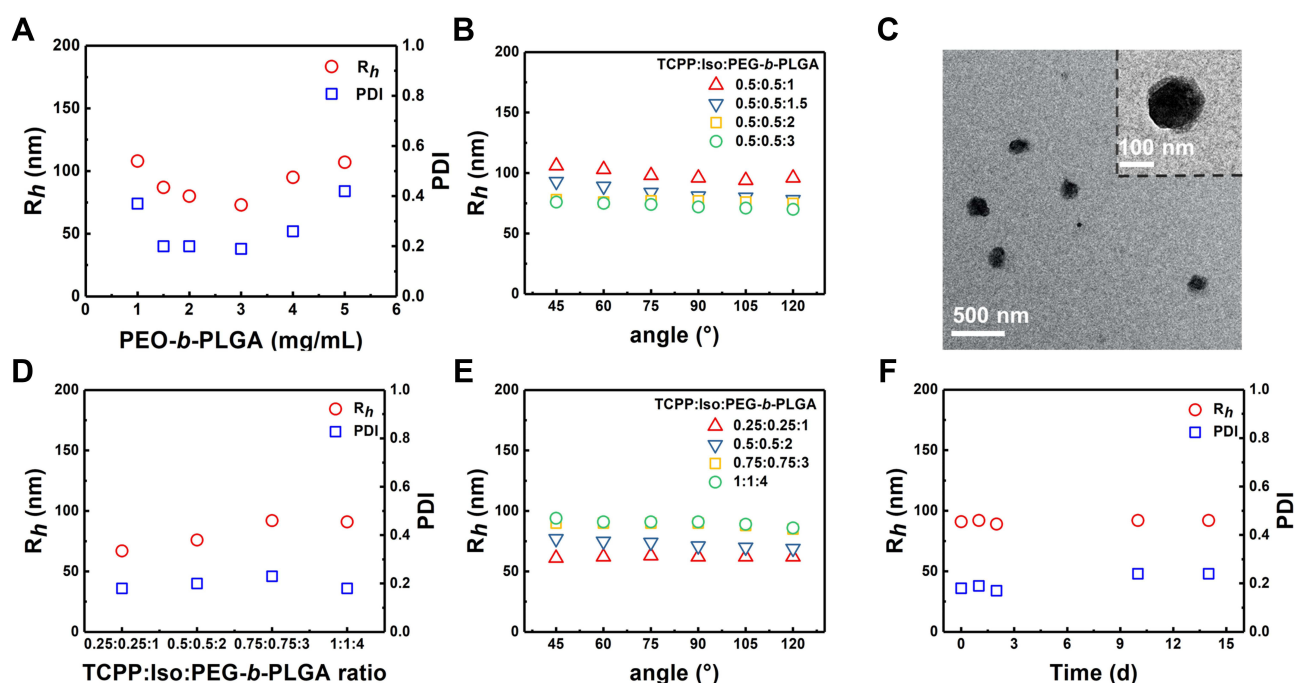 A
200
150
100
50
0
Rh (nm)
1.0
0.8
0.6
0.4
0.2
0.0
PDI
Rh
PDI
0 1 2 3 4 5 6
PEO-b-PLGA (mg/mL)
B
200
150
100
50
0
Rh (nm)
TCPP:Iso:PEG-b-PLGA
0.5:0.5:1
0.5:0.5:1.5
0.5:0.5:2
0.5:0.5:3
45 60 75 90 105 120
angle (°)
C
100 nm
500 nm
D
200
150
100
50
0
Rh (nm)
1.0
0.8
0.6
0.4
0.2
0.0
PDI
Rh
PDI
0.25:0.25:1 0.5:0.5:2 0.75:0.75:3 1:1:4
TCPP:Iso:PEG-b-PLGA ratio
E
200
150
100
50
0
Rh (nm)
TCPP:Iso:PEG-b-PLGA
0.25:0.25:1
0.5:0.5:2
0.75:0.75:3
1:1:4
45 60 75 90 105 120
angle (°)
F
200
150
100
50
0
Rh (nm)
1.0
0.8
0.6
0.4
0.2
0.0
PDI
Rh
PDI
0 3 6 9 12 15
Time (d)